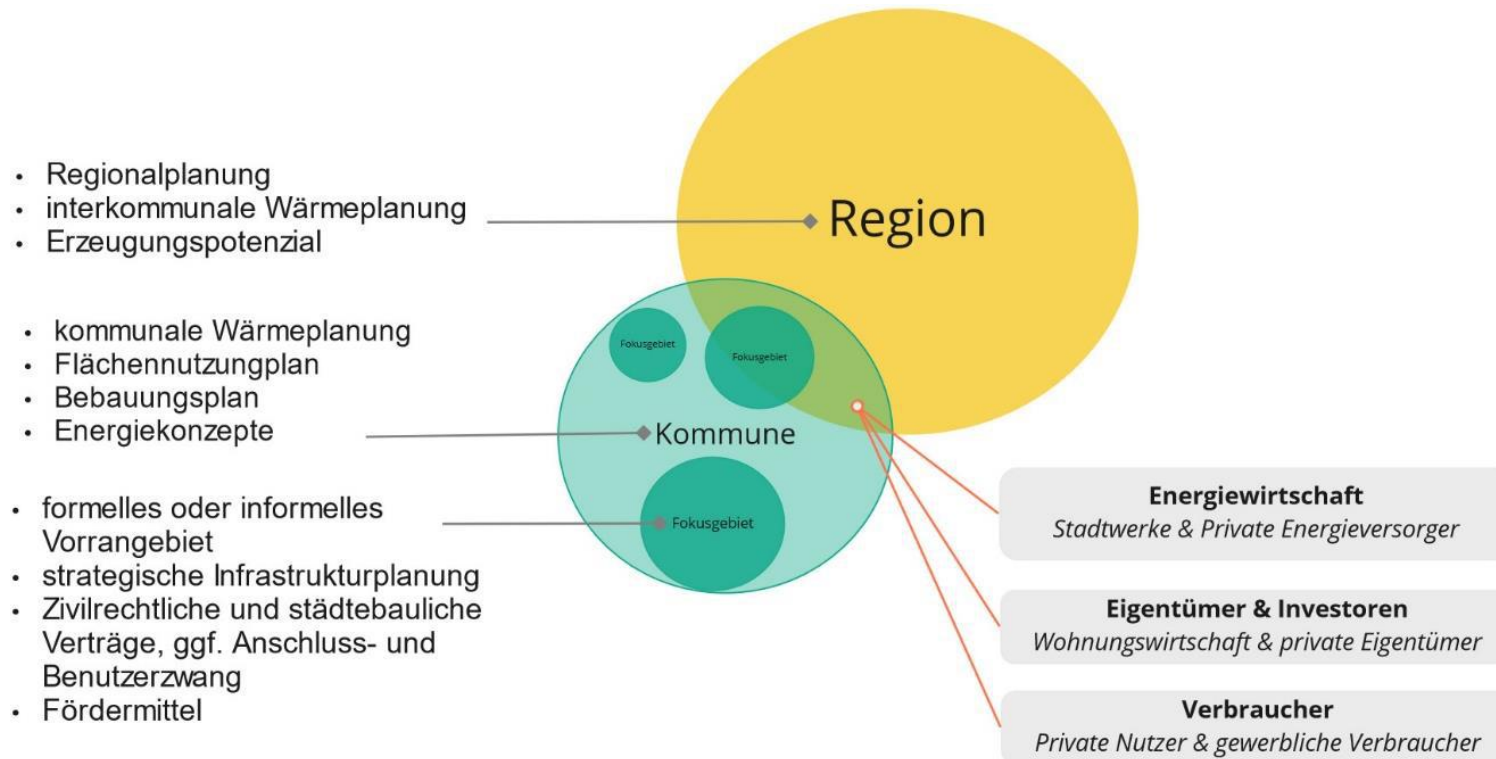 • Regionalplanung
• interkommunale Wärmeplanung
• Erzeugungspotenzial
Region
• kommunale Wärmeplanung
• Flächennutzungplan
• Bebauungsplan
• Energiekonzepte
Fokusgebiet
Fokusgebiet
Kommune
• formelles oder informelles
Vorrangebiet
• strategische Infrastrukturplanung
• Zivilrechtliche und städtebauliche
Verträge, ggf. Anschluss- und
Benutzerzwang
• Fördermittel
Fokusgebiet
Energiewirtschaft
Stadtwerke & Private Energieversorger
Eigentümer & Investoren
Wohnungswirtschaft & private Eigentümer
Verbraucher
Private Nutzer & gewerbliche Verbraucher